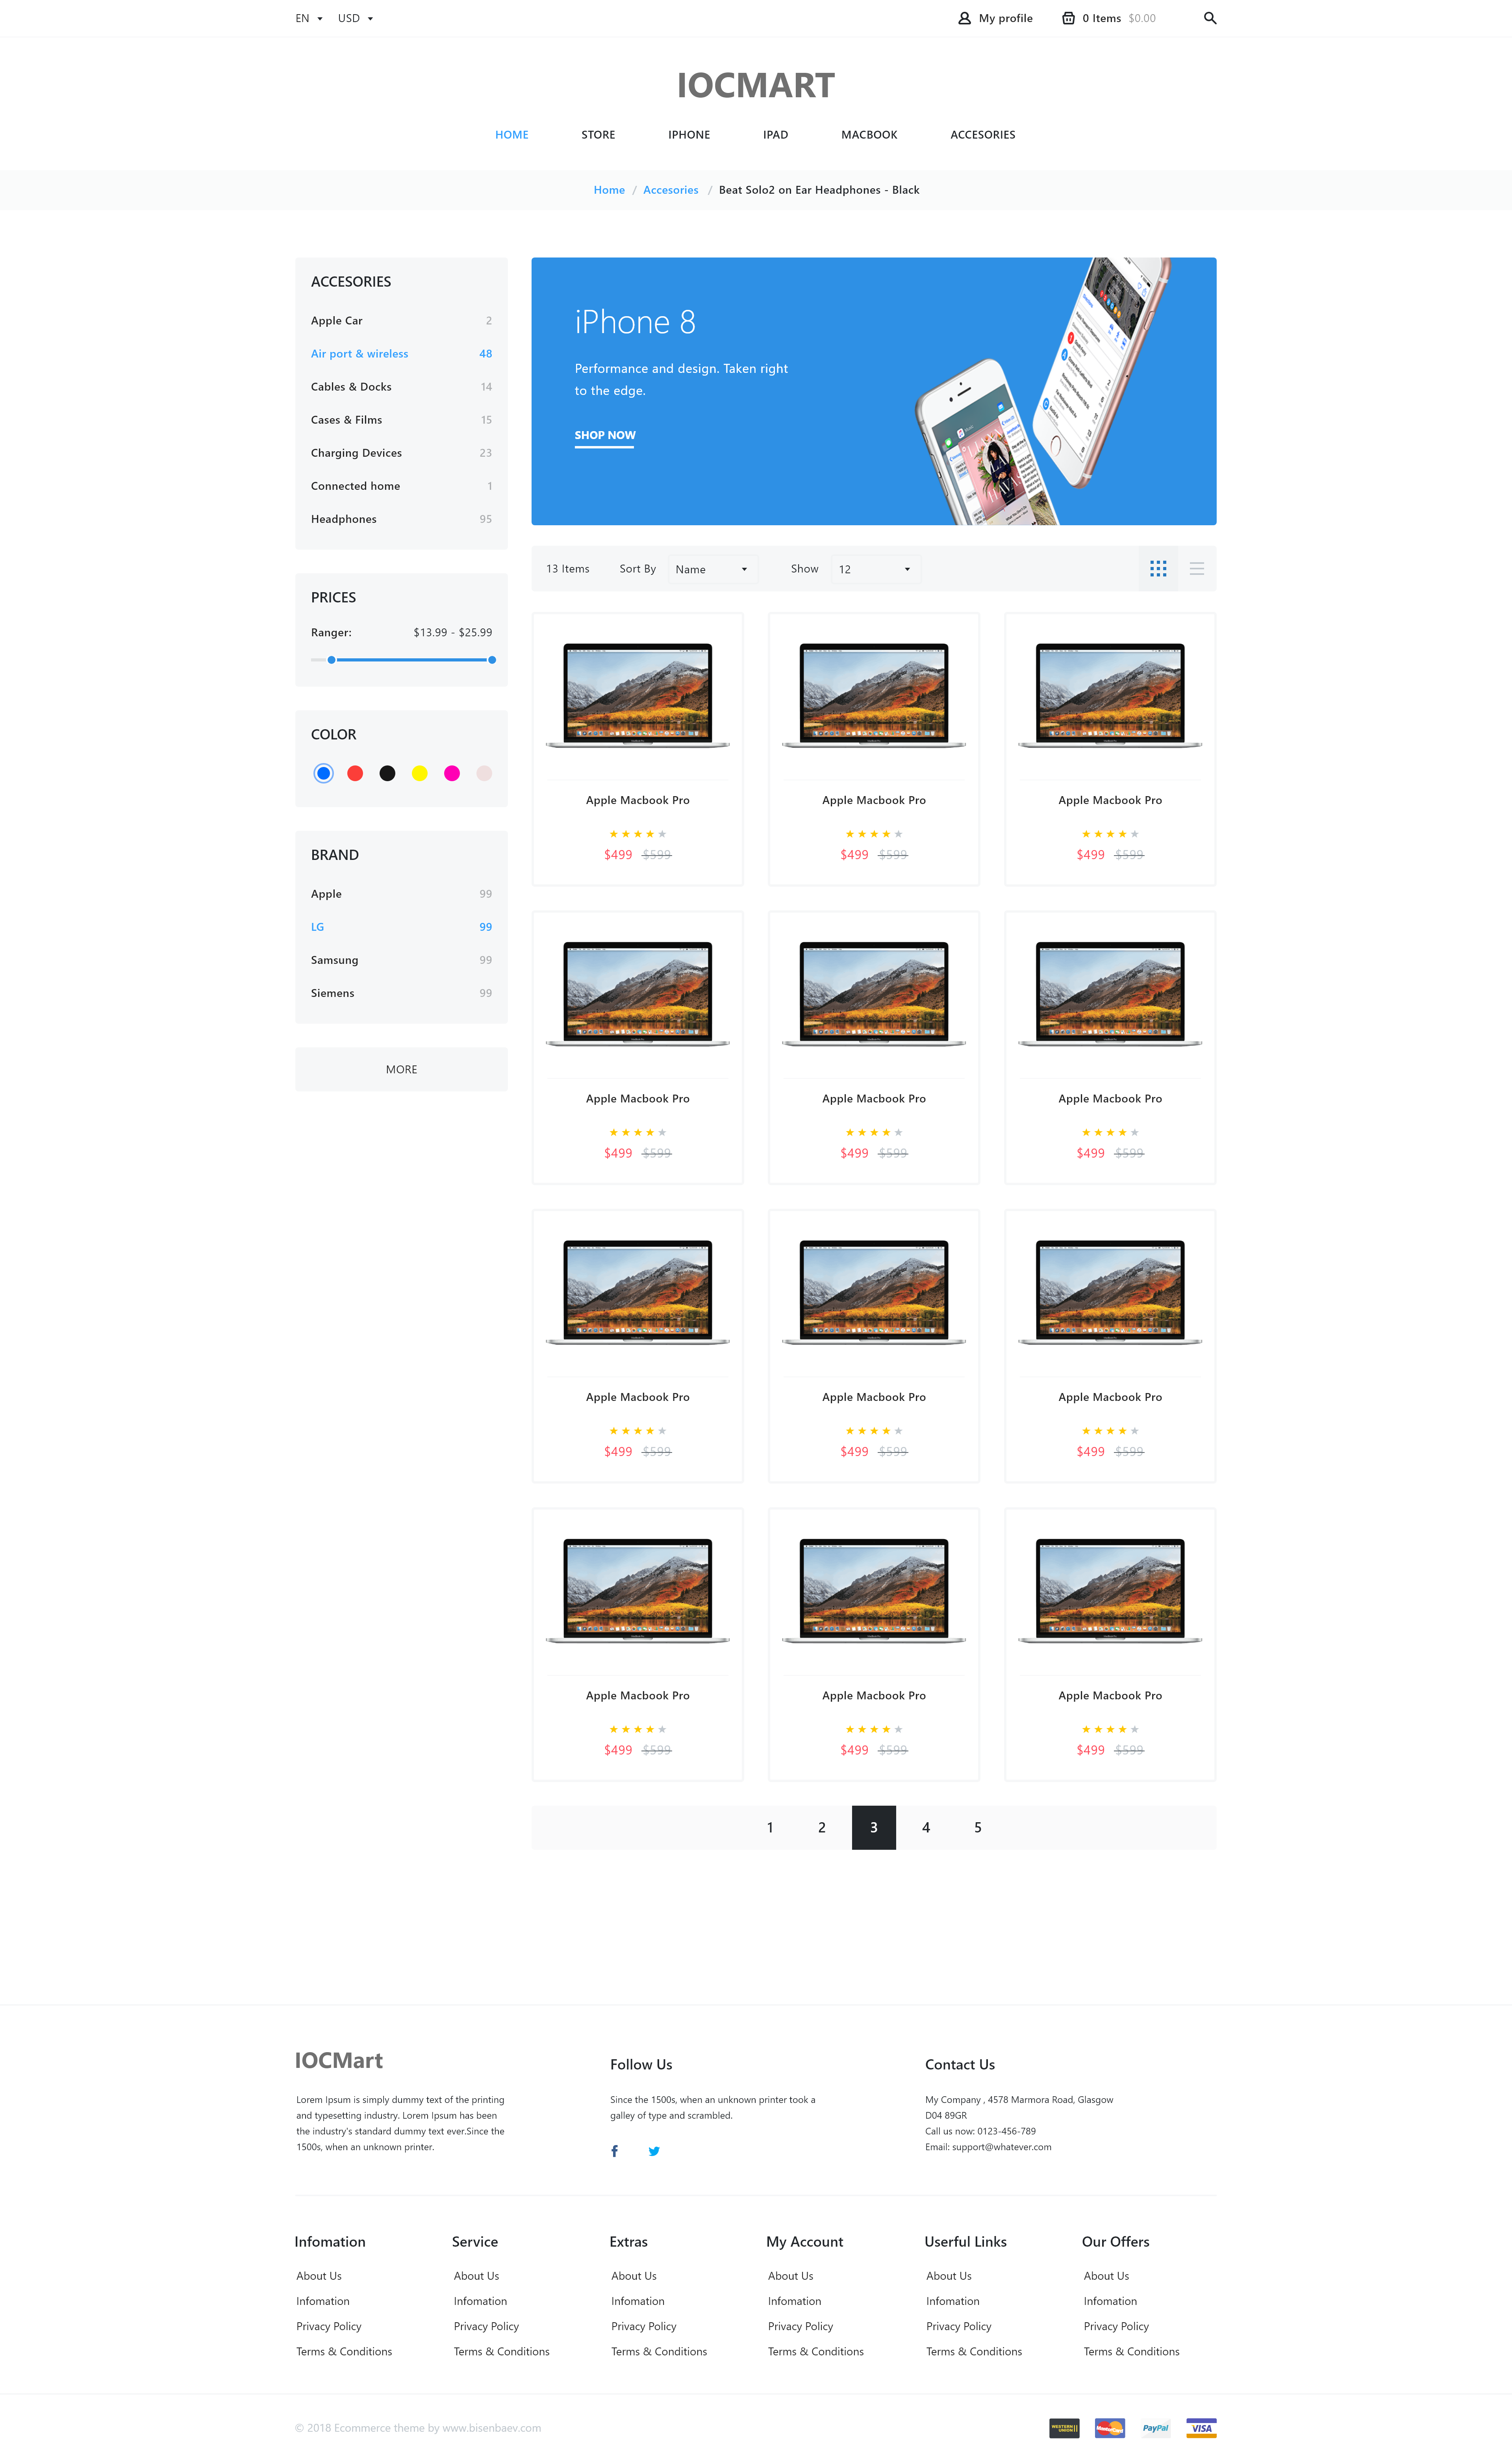 EN USD My profile 0 Items $0.00
IOCMART
HOME STORE IPHONE IPAD MACBOOK ACCESORIES
Home / Accesories / Beat Solo2 on Ear Headphones - Black
ACCESORIES
Apple Car 2
Air port & wireless 48
Cables & Docks 14
Cases & Films 15
Charging Devices 23
Connected home 1
Headphones 95
PRICES
Ranger: $13.99 - $25.99
COLOR
BRAND
Apple 99
LG 99
Samsung 99
Siemens 99
MORE
iPhone 8
Performance and design. Taken right
to the edge.
SHOP NOW
13 Items Sort By Name Show 12
Apple Macbook Pro Apple Macbook Pro Apple Macbook Pro
$499 $599 $499 $599 $499 $599
Apple Macbook Pro Apple Macbook Pro Apple Macbook Pro
$499 $599 $499 $599 $499 $599
Apple Macbook Pro Apple Macbook Pro Apple Macbook Pro
$499 $599 $499 $599 $499 $599
Apple Macbook Pro Apple Macbook Pro Apple Macbook Pro
$499 $599 $499 $599 $499 $599
1 2 3 4 5
IOCMart
Lorem Ipsum is simply dummy text of the printing
and typesetting industry. Lorem Ipsum has been
the industry's standard dummy text ever.Since the
1500s, when an unknown printer.
Follow Us
Since the 1500s, when an unknown printer took a
galley of type and scrambled.
Contact Us
My Company , 4578 Marmora Road, Glasgow
D04 89GR
Call us now: 0123-456-789
Email: support@whatever.com
Infomation
About Us
Infomation
Privacy Policy
Terms & Conditions
Service
About Us
Infomation
Privacy Policy
Terms & Conditions
Extras
About Us
Infomation
Privacy Policy
Terms & Conditions
My Account
About Us
Infomation
Privacy Policy
Terms & Conditions
Userful Links
About Us
Infomation
Privacy Policy
Terms & Conditions
Our Offers
About Us
Infomation
Privacy Policy
Terms & Conditions
© 2018 Ecommerce theme by www.bisenbaev.com
WESTERN UNION MasterCard PayPal VISA